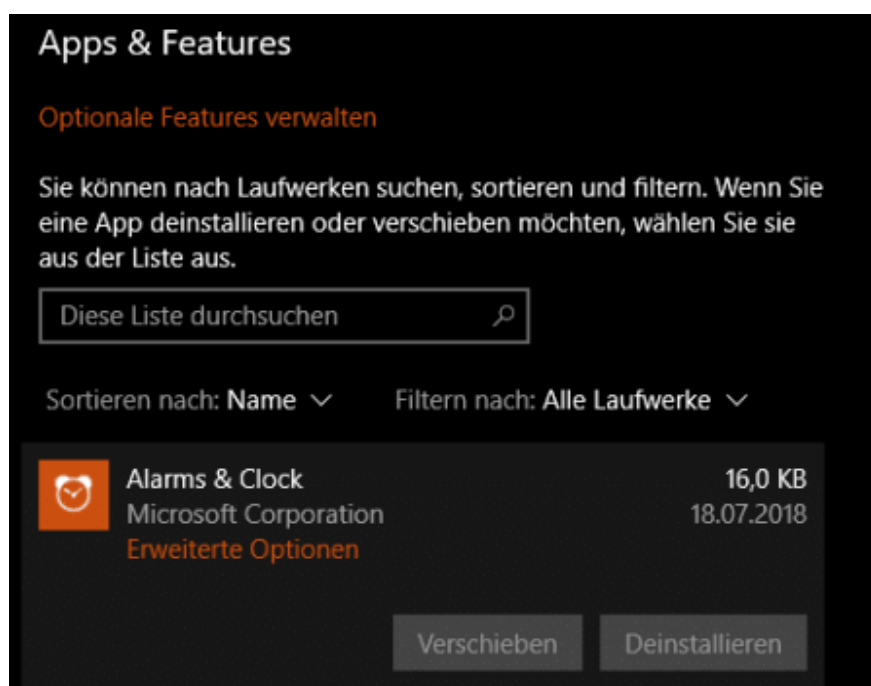 Apps & Features
Optionale Features verwalten
Sie können nach Laufwerken suchen, sortieren und filtern. Wenn Sie
eine App deinstallieren oder verschieben möchten, wählen Sie sie
aus der Liste aus.
Diese Liste durchsuchen
Sortieren nach: Name Filtern nach: Alle Laufwerke
Alarms & Clock 16,0 KB
Microsoft Corporation 18.07.2018
Erweiterte Optionen
Verschieben Deinstallieren